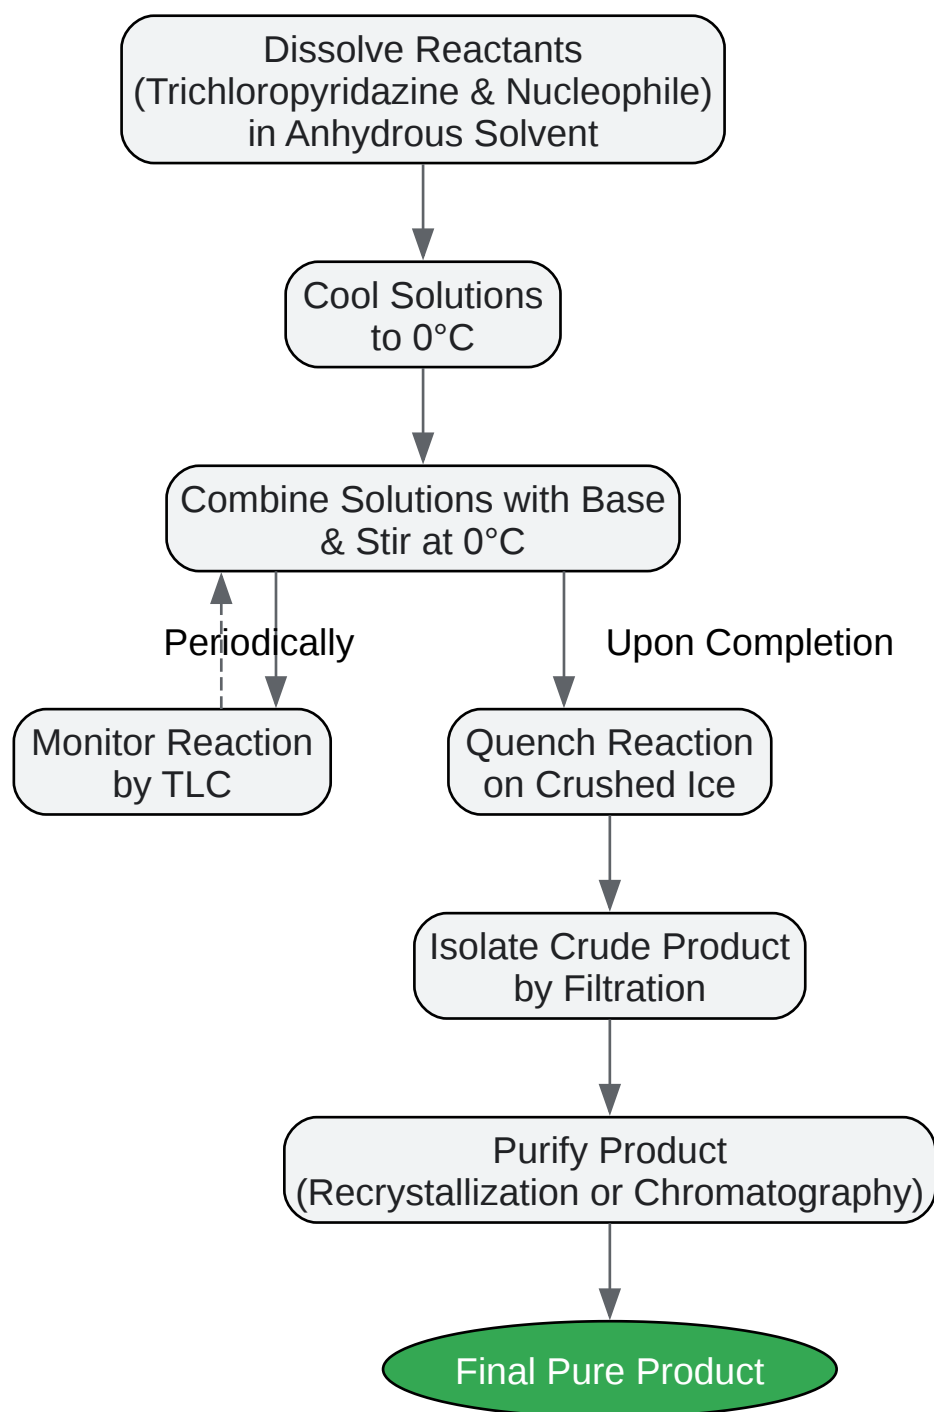 Dissolve Reactants
(Trichloropyridazine & Nucleophile)
in Anhydrous Solvent
Cool Solutions
to 0°C
Combine Solutions with Base
& Stir at 0°C
Periodically
Upon Completion
Monitor Reaction
by TLC
Quench Reaction
on Crushed Ice
Isolate Crude Product
by Filtration
Purify Product
(Recrystallization or Chromatography)
Final Pure Product